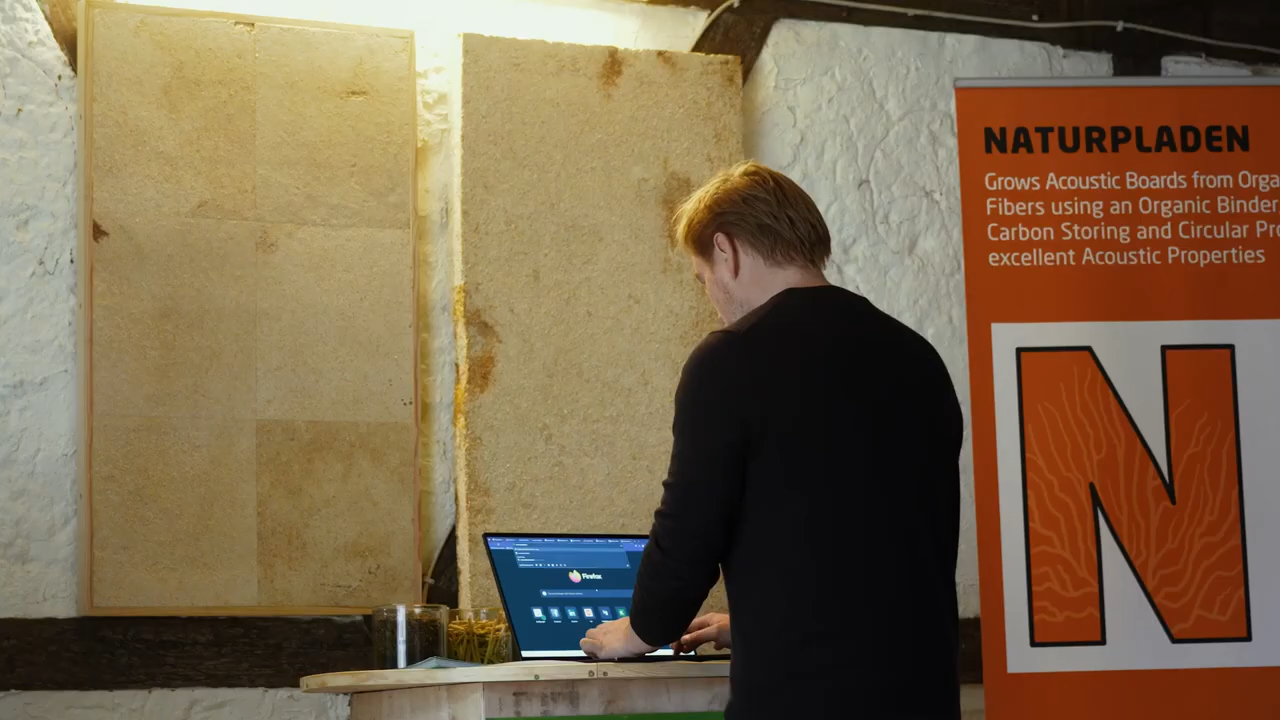 NATURPLADEN
Grows Acoustic Boards from Orga
Fibers using an Organic Binder
Carbon Storing and Circular Pro
excellent Acoustic Properties
N
Firefox